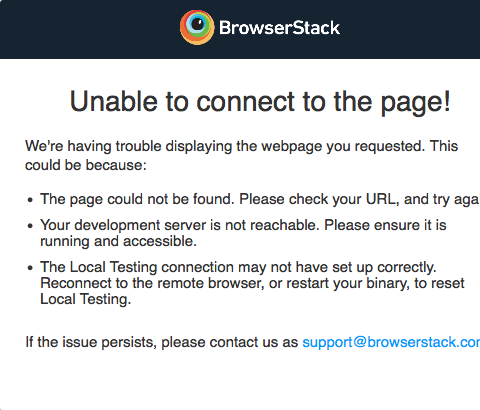 BrowserStack
Unable to connect to the page!
We're having trouble displaying the webpage you requested. This
could be because:
• The page could not be found. Please check your URL, and try aga
• Your development server is not reachable. Please ensure it is
running and accessible.
• The Local Testing connection may not have set up correctly.
Reconnect to the remote browser, or restart your binary, to reset
Local Testing.
If the issue persists, please contact us as support@browserstack.com